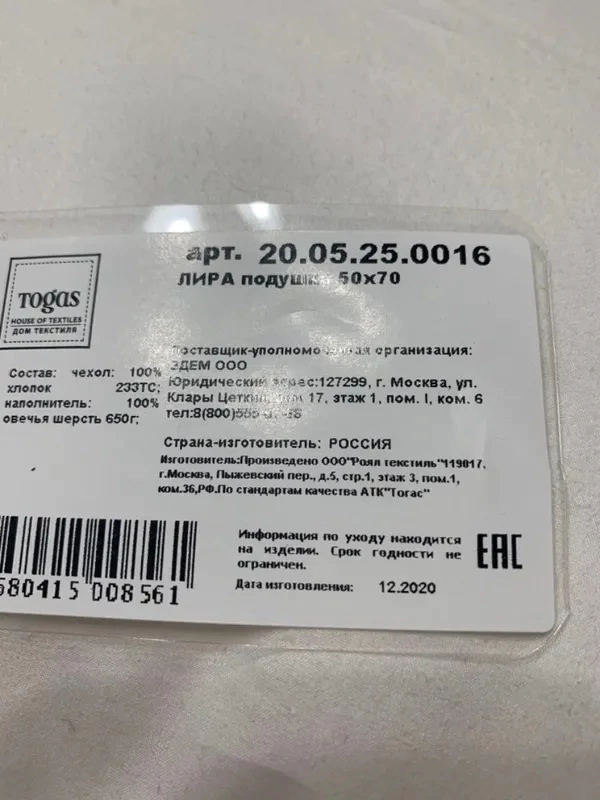 арт. 20.05.25.0016
ЛИРА подушка 50х70
TOGAS
HOUSE OF TEXTILES
ДОМ ТЕКСТИЛЯ
Состав: чехол: 100%
хлопок 233ТС;
наполнитель: 100%
овечья шерсть 650г;
Поставщик-уполномоченная организация:
ЭДЕМ ООО
Юридический адрес:127299, г. Москва, ул.
Клары Цеткин, дом 17, этаж 1, пом. I, ком. 6
тел:8(800)
Страна-изготовитель: РОССИЯ
Изготовитель:Произведено ООО"Роял текстиль"119017,
г.Москва, Пыжевский пер., д.5, стр.1, этаж 3, пом.1,
ком.36,РФ.По стандартам качества АТК"Тогас"
Информация по уходу находится
на изделии. Срок годности не
ограничен.
Дата изготовления: 12.2020
EAC
680415 008561